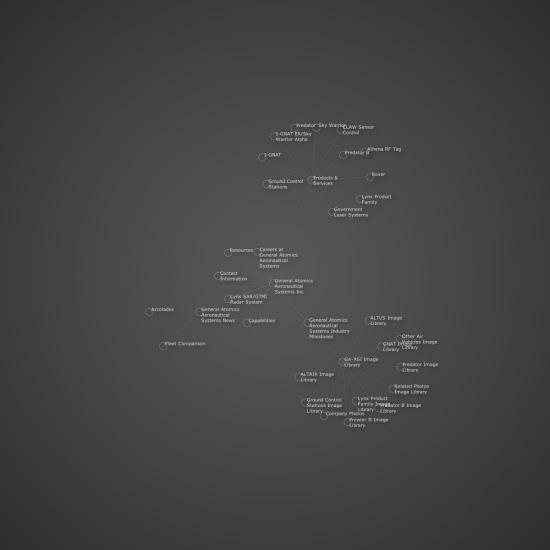 Predator
Sky Warrior
CLAW Sensor
Control
I-GNAT ER/Sky
Warrior Alpha
Athena RF Tag
Predator B
I-GNAT
Boxer
Ground Control
Stations
Products &
Services
Lynx Product
Family
Government
Laser Systems
Resources
Careers at
General Atomics
Aeronautical
Systems
Contact
Information
General Atomics
Aeronautical
Systems Inc.
Lynx SAR/GTMI
Radar System
Accolades
General Atomics
Aeronautical
Systems News
Capabilities
General Atomics
Aeronautical
Systems Industry
Milestones
ALTUS Image
Library
Other Air
Vehicles Image
Library
GNAT Image
Library
Fleet Comparison
GA-ASI Image
Library
Predator Image
Library
ALTAIR Image
Library
Related Photos
Image Library
Ground Control
Stations Image
Library
Lynx Product
Family Image
Library
Predator B Image
Library
Company Photos
Prowler II Image
Library